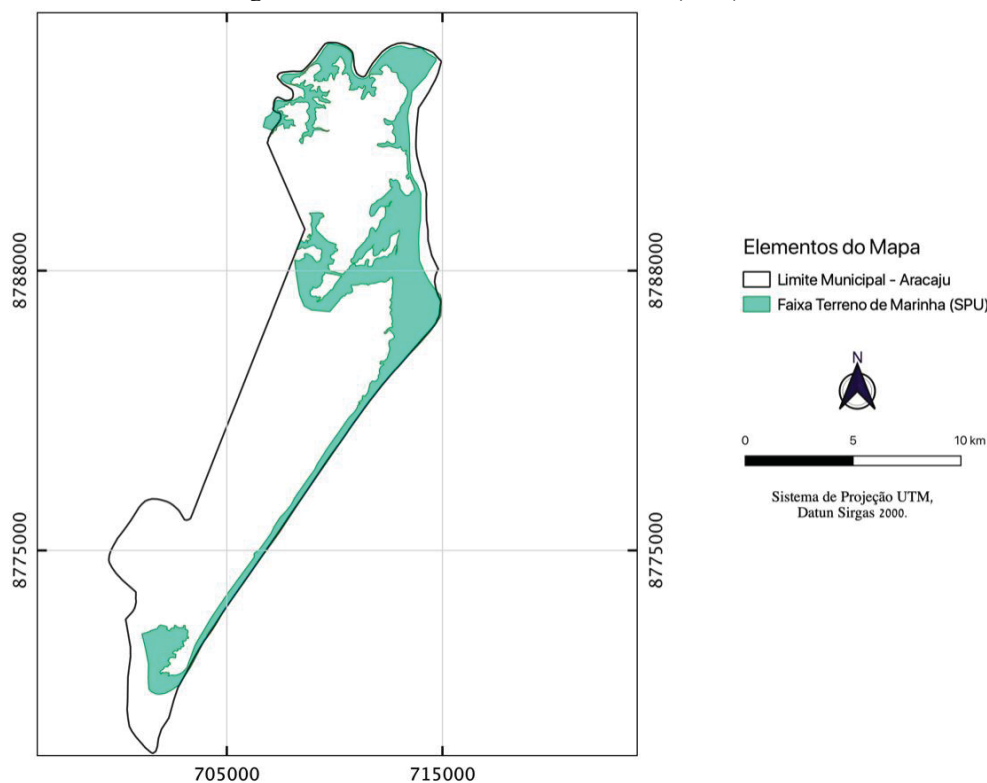 8788000
8788000
8775000
8775000
705000
715000
Elementos do Mapa
Limite Municipal - Aracaju
Faixa Terreno de Marinha (SPU)
N
0 5 10 km
Sistema de Projeção UTM,
Datun Sirgas 2000.